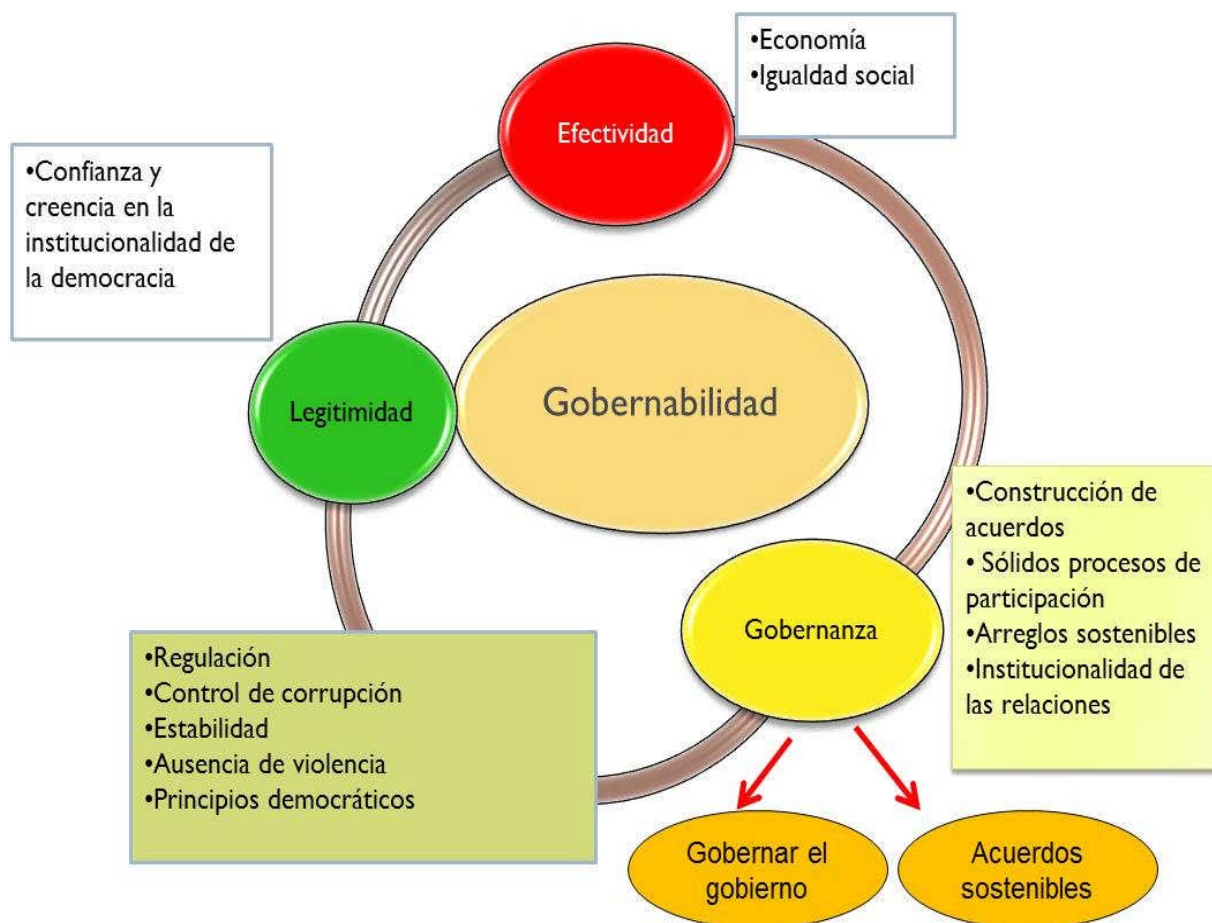 •Economía
•Igualdad social
Efectividad
•Confianza y
creencia en la
institucionalidad de
la democracia
Legitimidad
Gobernabilidad
•Construcción de
acuerdos
• Sólidos procesos de
participación
•Arreglos sostenibles
•Institucionalidad de
las relaciones
Gobernanza
•Regulación
•Control de corrupción
•Estabilidad
•Ausencia de violencia
•Principios democráticos
Gobernar el
gobierno
Acuerdos
sostenibles